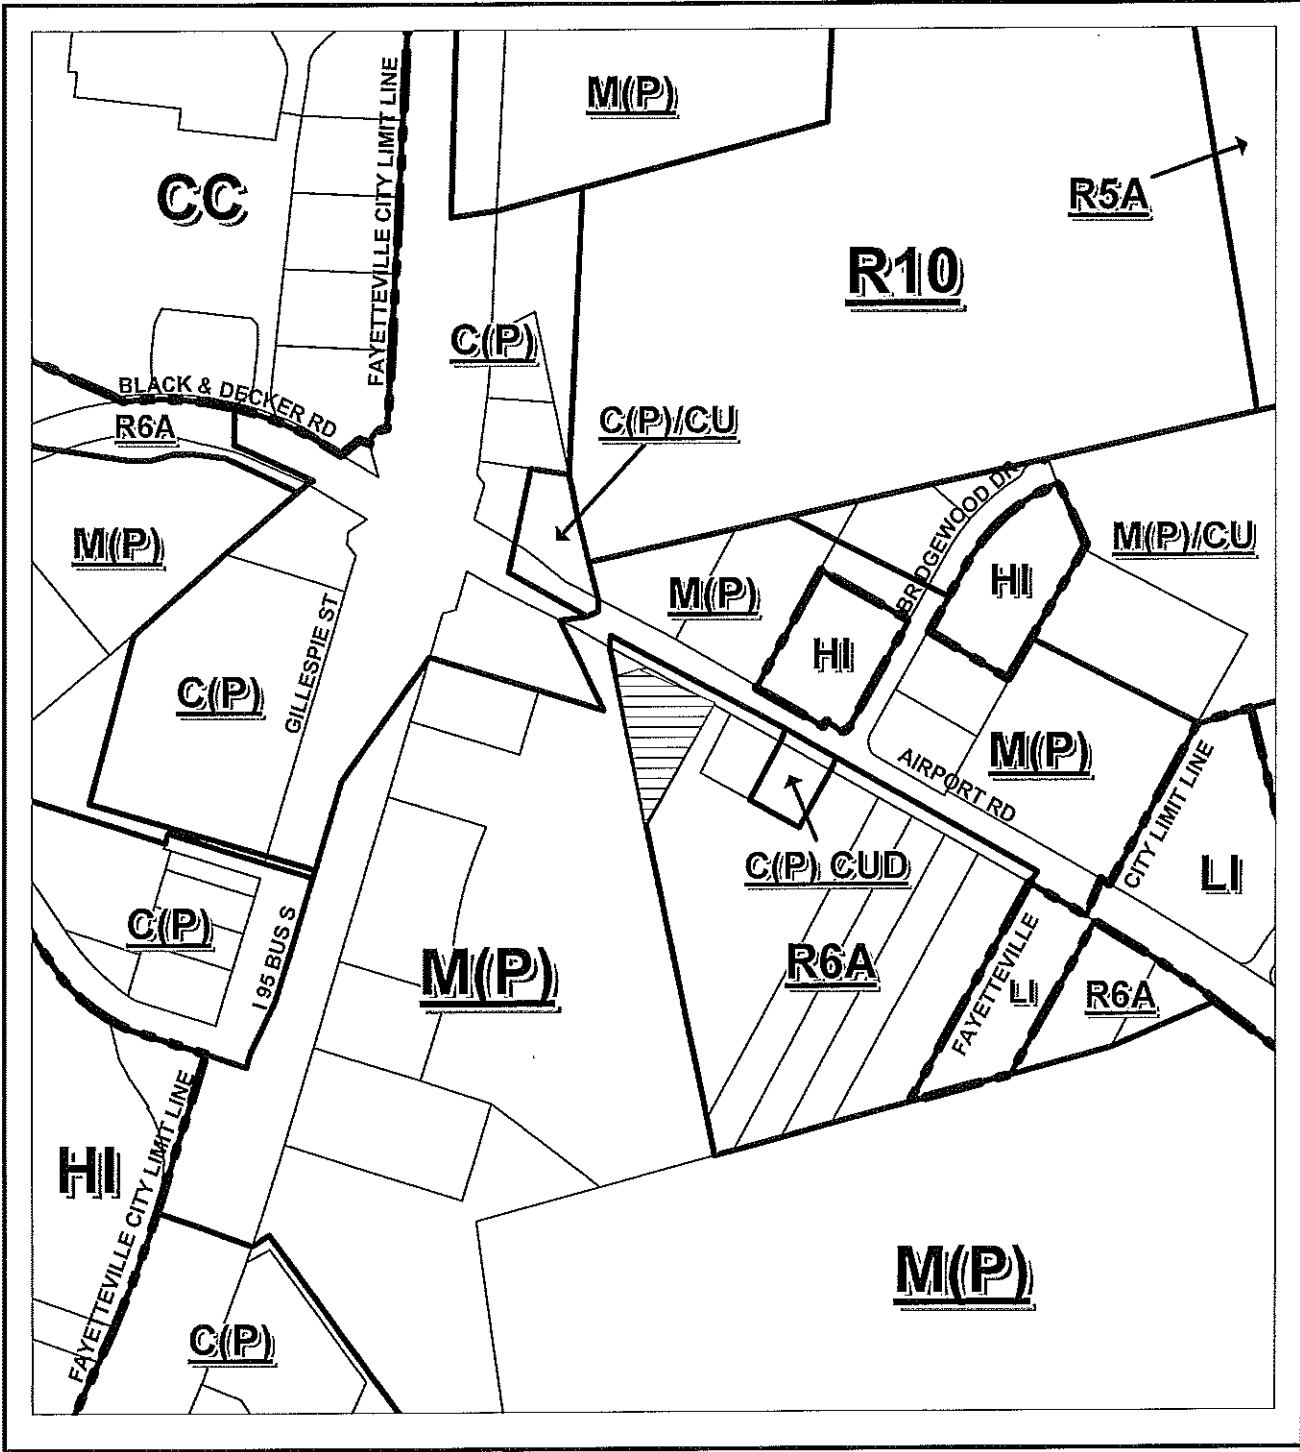 M(P)
FAYETTEVILLE CITY LIMIT LINE
CC
R5A
R10
C(P)
BLACK & DECKER RD
R6A
C(P)/CU
M(P)
BRIDGEWOOD DR
M(P)/CU
HI
M(P)
HI
GILLESPIE ST
C(P)
M(P)
AIRPORT RD
CITY LIMIT LINE
C(P) CUD
LI
C(P)
I 95 BUS S
M(P)
R6A
FAYETTEVILLE
LI
R6A
HI
FAYETTEVILLE CITY LIMIT LINE
M(P)
C(P)